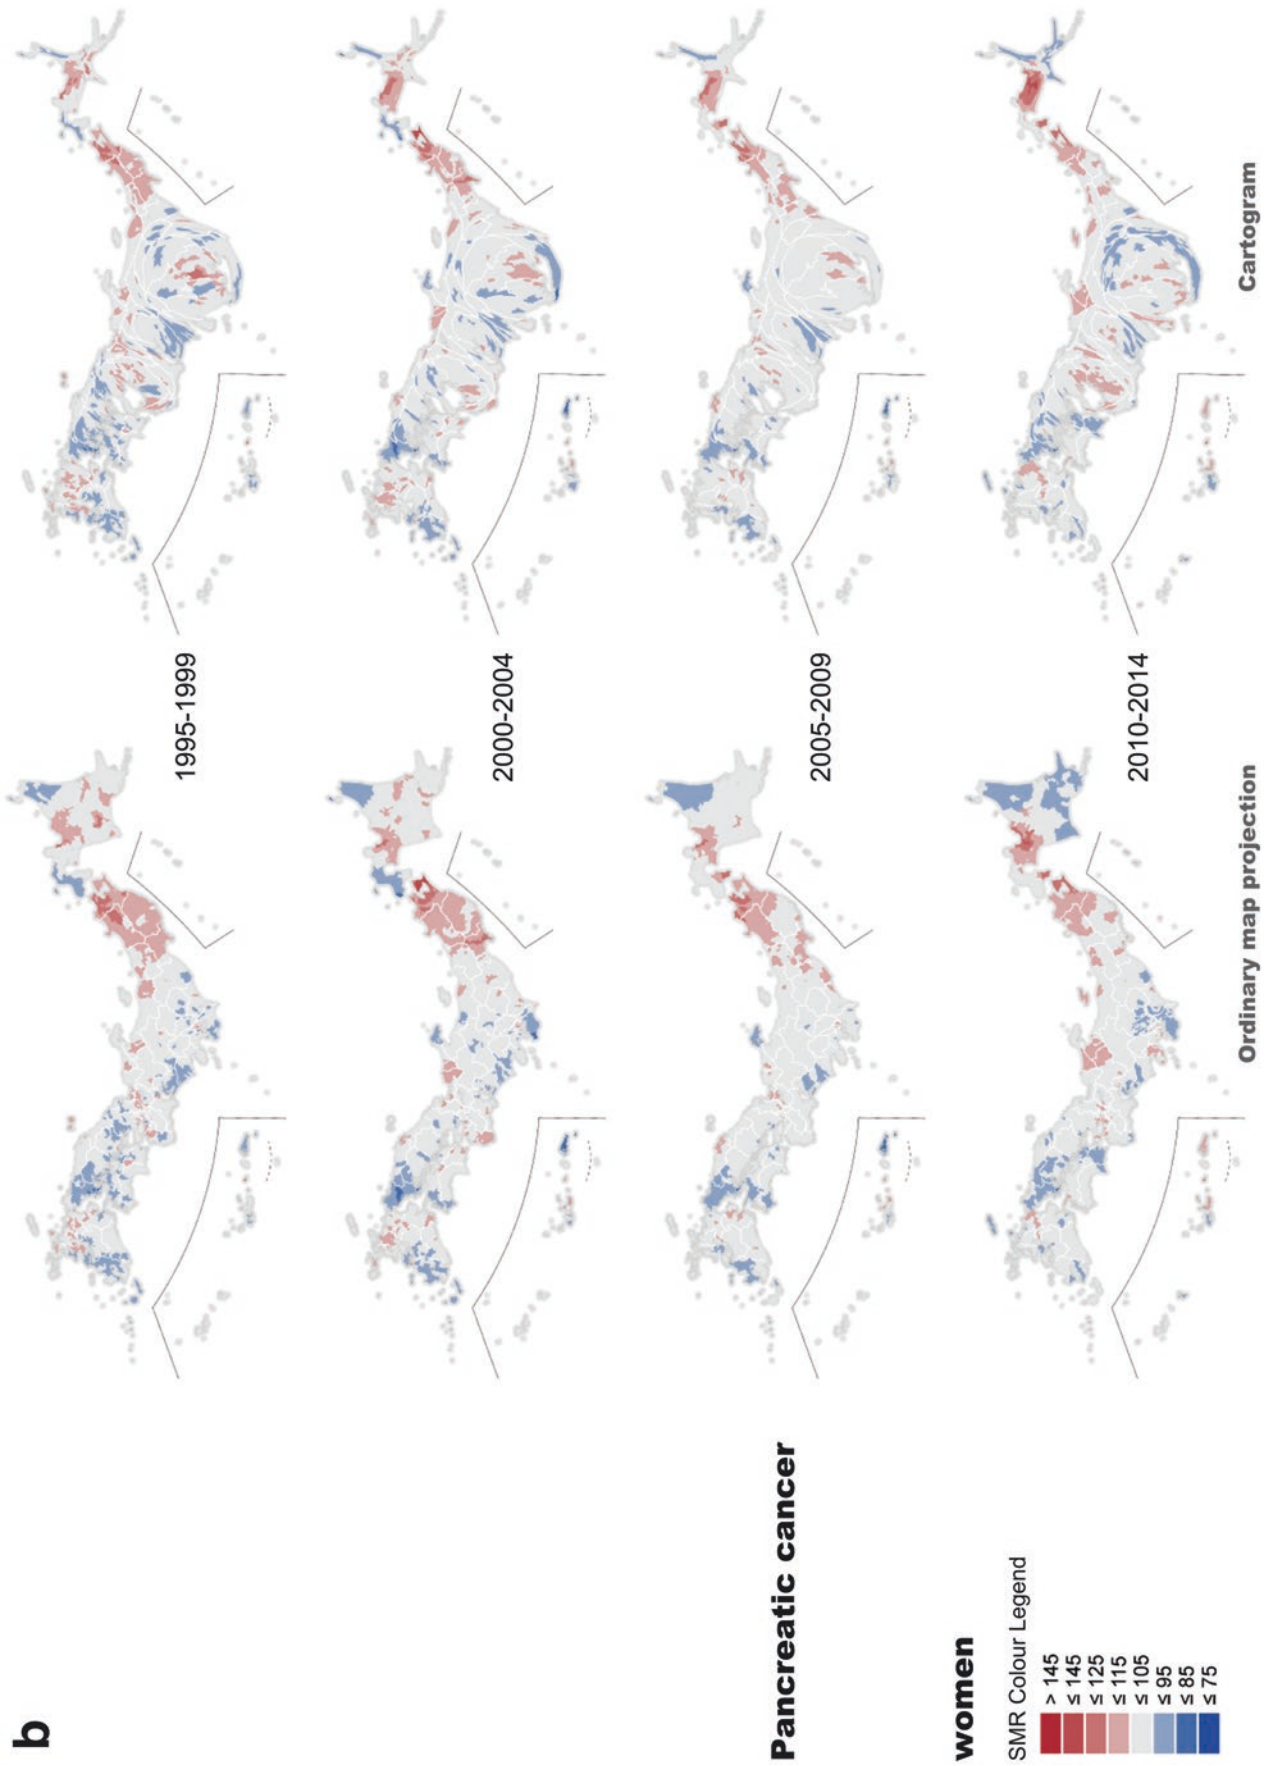 b
Pancreatic cancer
women
SMR Colour Legend
> 145
≤ 145
≤ 125
≤ 115
≤ 105
≤ 95
≤ 85
≤ 75
1995-1999
2000-2004
2005-2009
2010-2014
Ordinary map projection
Cartogram